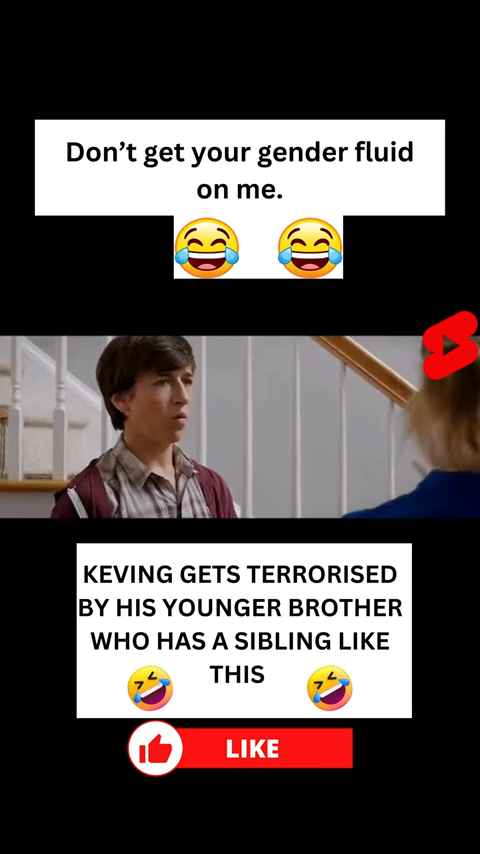 Don’t get your gender fluid
on me.
KEVING GETS TERRORISED
BY HIS YOUNGER BROTHER
WHO HAS A SIBLING LIKE
THIS
LIKE